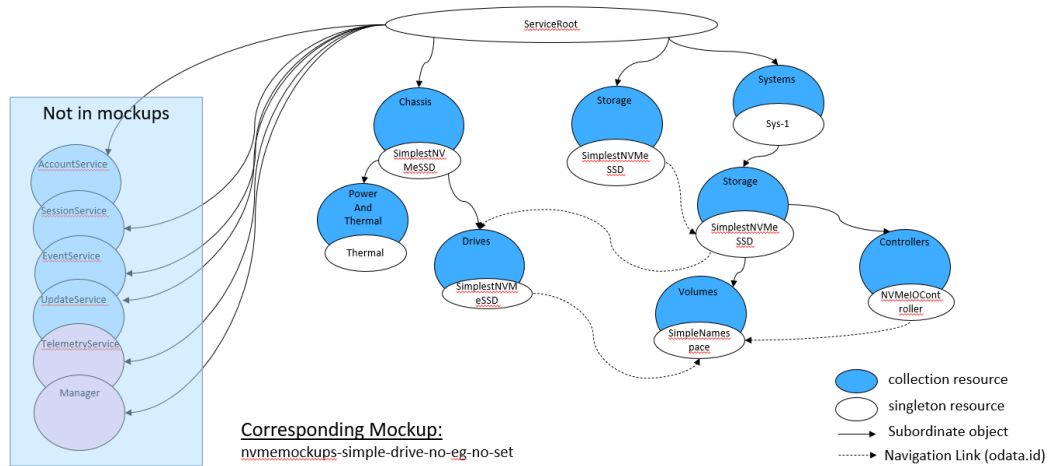 ServiceRoot
Not in mockups
AccountService
SessionService
EventService
UpdateService
TelemetryService
Manager
Chassis
SimplestNV
MeSSD
Power
And
Thermal
Thermal
Drives
SimplestNVM
eSSD
Storage
SimplestNVMe
SSD
Systems
Sys-1
Storage
SimplestNVMe
SSD
Volumes
SimpleNames
pace
Controllers
NVMeIOCont
roller
collection resource
singleton resource
Subordinate object
Navigation Link (odata.id)
Corresponding Mockup:
nvmemockups-simple-drive-no-eg-no-set